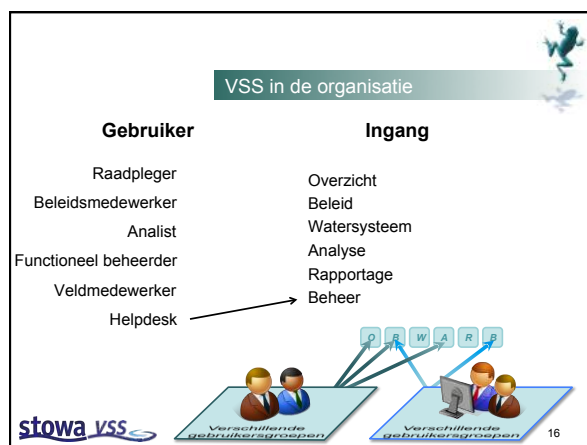 VSS in de organisatie
Gebruiker
Ingang
Raadpleger
Beleidsmedewerker
Analist
Functioneel beheerder
Veldmedewerker
Helpdesk
Overzicht
Beleid
Watersysteem
Analyse
Rapportage
Beheer
O B W A R B
Verschillende
gebruikersgroepen
Verschillende
gebruikersgroepen
stowa VSS
16